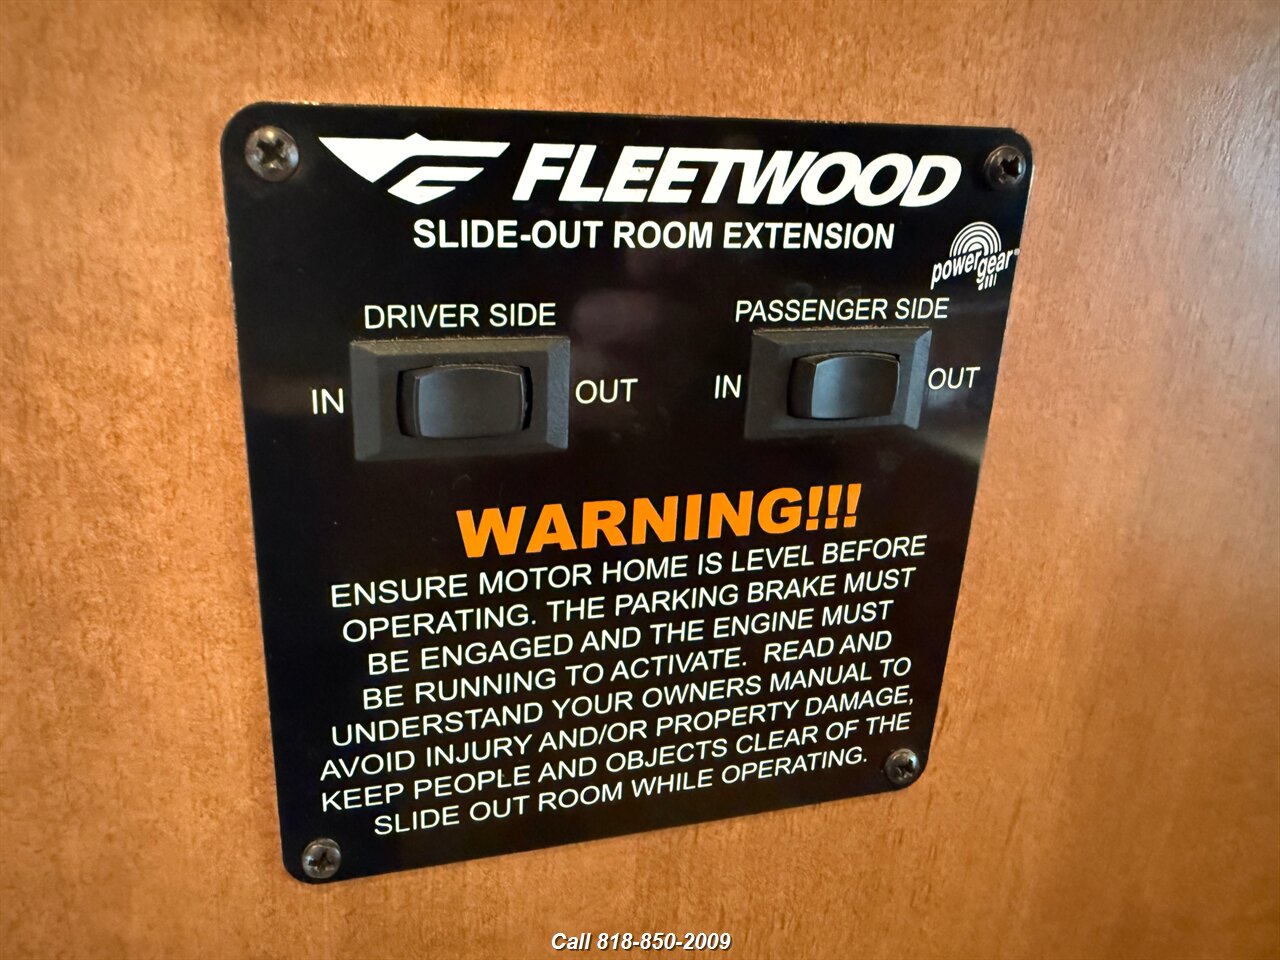 FLEETWOOD
SLIDE-OUT ROOM EXTENSION
powergear
DRIVER SIDE
PASSENGER SIDE
IN OUT IN OUT
WARNING!!!
ENSURE MOTOR HOME IS LEVEL BEFORE
OPERATING. THE PARKING BRAKE MUST
BE ENGAGED AND THE ENGINE MUST
BE RUNNING TO ACTIVATE. READ AND
UNDERSTAND YOUR OWNERS MANUAL TO
AVOID INJURY AND/OR PROPERTY DAMAGE,
KEEP PEOPLE AND OBJECTS CLEAR OF THE
SLIDE OUT ROOM WHILE OPERATING.
Call 818-850-2009